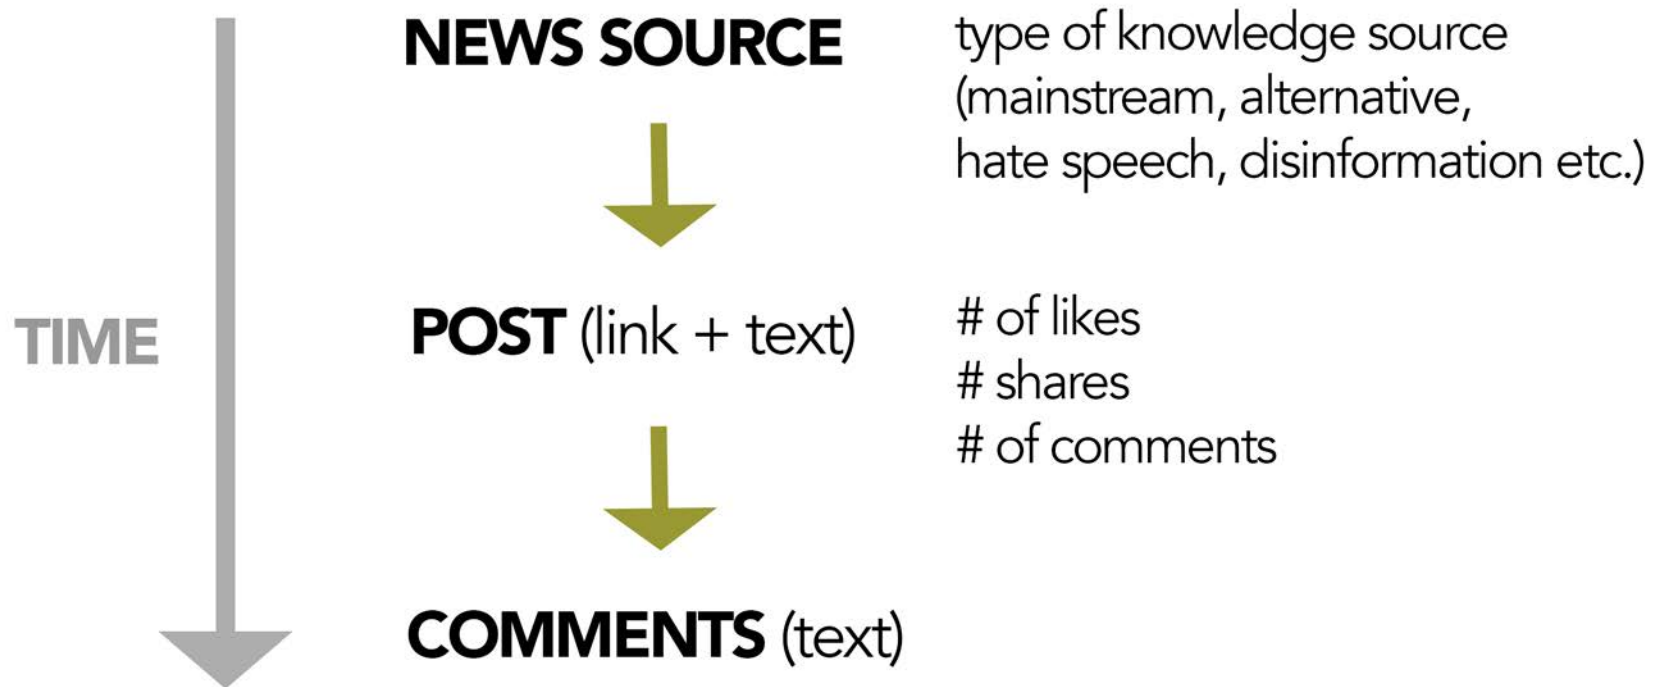 NEWS SOURCE
type of knowledge source
(mainstream, alternative,
hate speech, disinformation etc.)
TIME
POST (link + text)
# of likes
# shares
# of comments
COMMENTS (text)